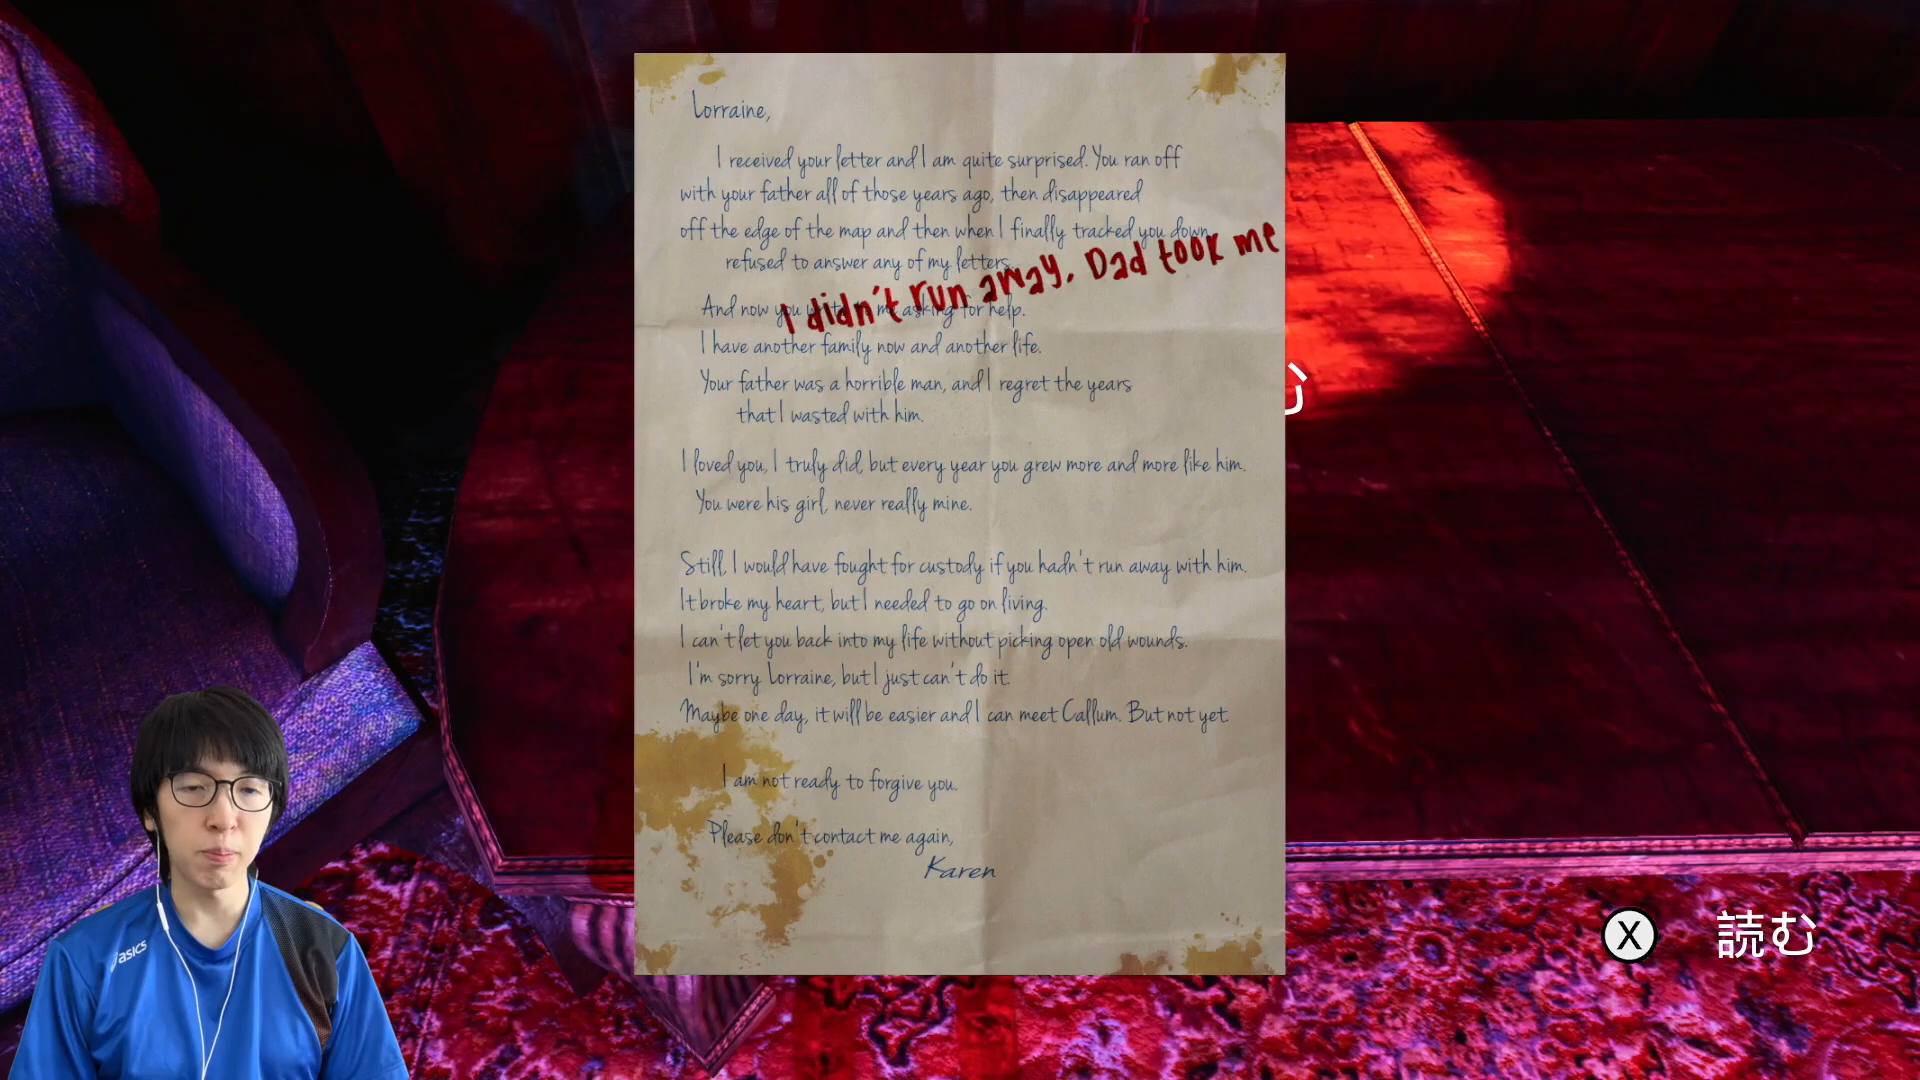 Lorraine,
I received your letter and I am quite surprised. You ran off
with your father all of those years ago, then disappeared
off the edge of the map and then when I finally tracked you down
refused to answer any of my letters.
I didn't run away. Dad took me
And now you me asking for help.
I have another family now and another life.
Your father was a horrible man, and I regret the years
that I wasted with him.
I loved you, I truly did, but every year you grew more and more like him.
You were his girl, never really mine.
Still, I would have fought for custody if you hadn't run away with him.
It broke my heart, but I needed to go on living.
I can't let you back into my life without picking open old wounds.
I'm sorry Lorraine, but I just can't do it.
Maybe one day, it will be easier and I can meet Callum. But not yet.
I am not ready to forgive you.
Please don't contact me again,
Karen
む
X 読む
asics